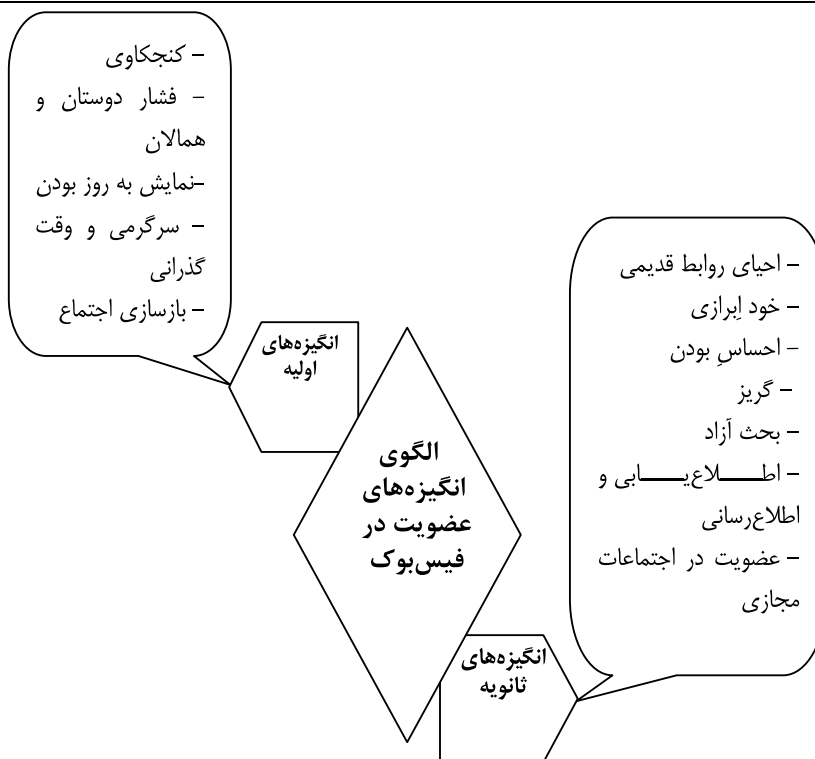 – کنجکاوی
– فشار دوستان و
همالان
–نمایش به روز بودن
– سرگرمی و وقت
گذرانی
– بازسازی اجتماع
انگیزه‌های
اولیه
الگوی
انگیزه‌های
عضویت در
فیس‌بوک
– احیای روابط قدیمی
– خود اِبرازی
– احساسِ بودن
– گریز
– بحث آزاد
– اطـــــلاع‌یـــــابی و
اطلاع‌رسانی
– عضویت در اجتماعات
مجازی
انگیزه‌های
ثانویه